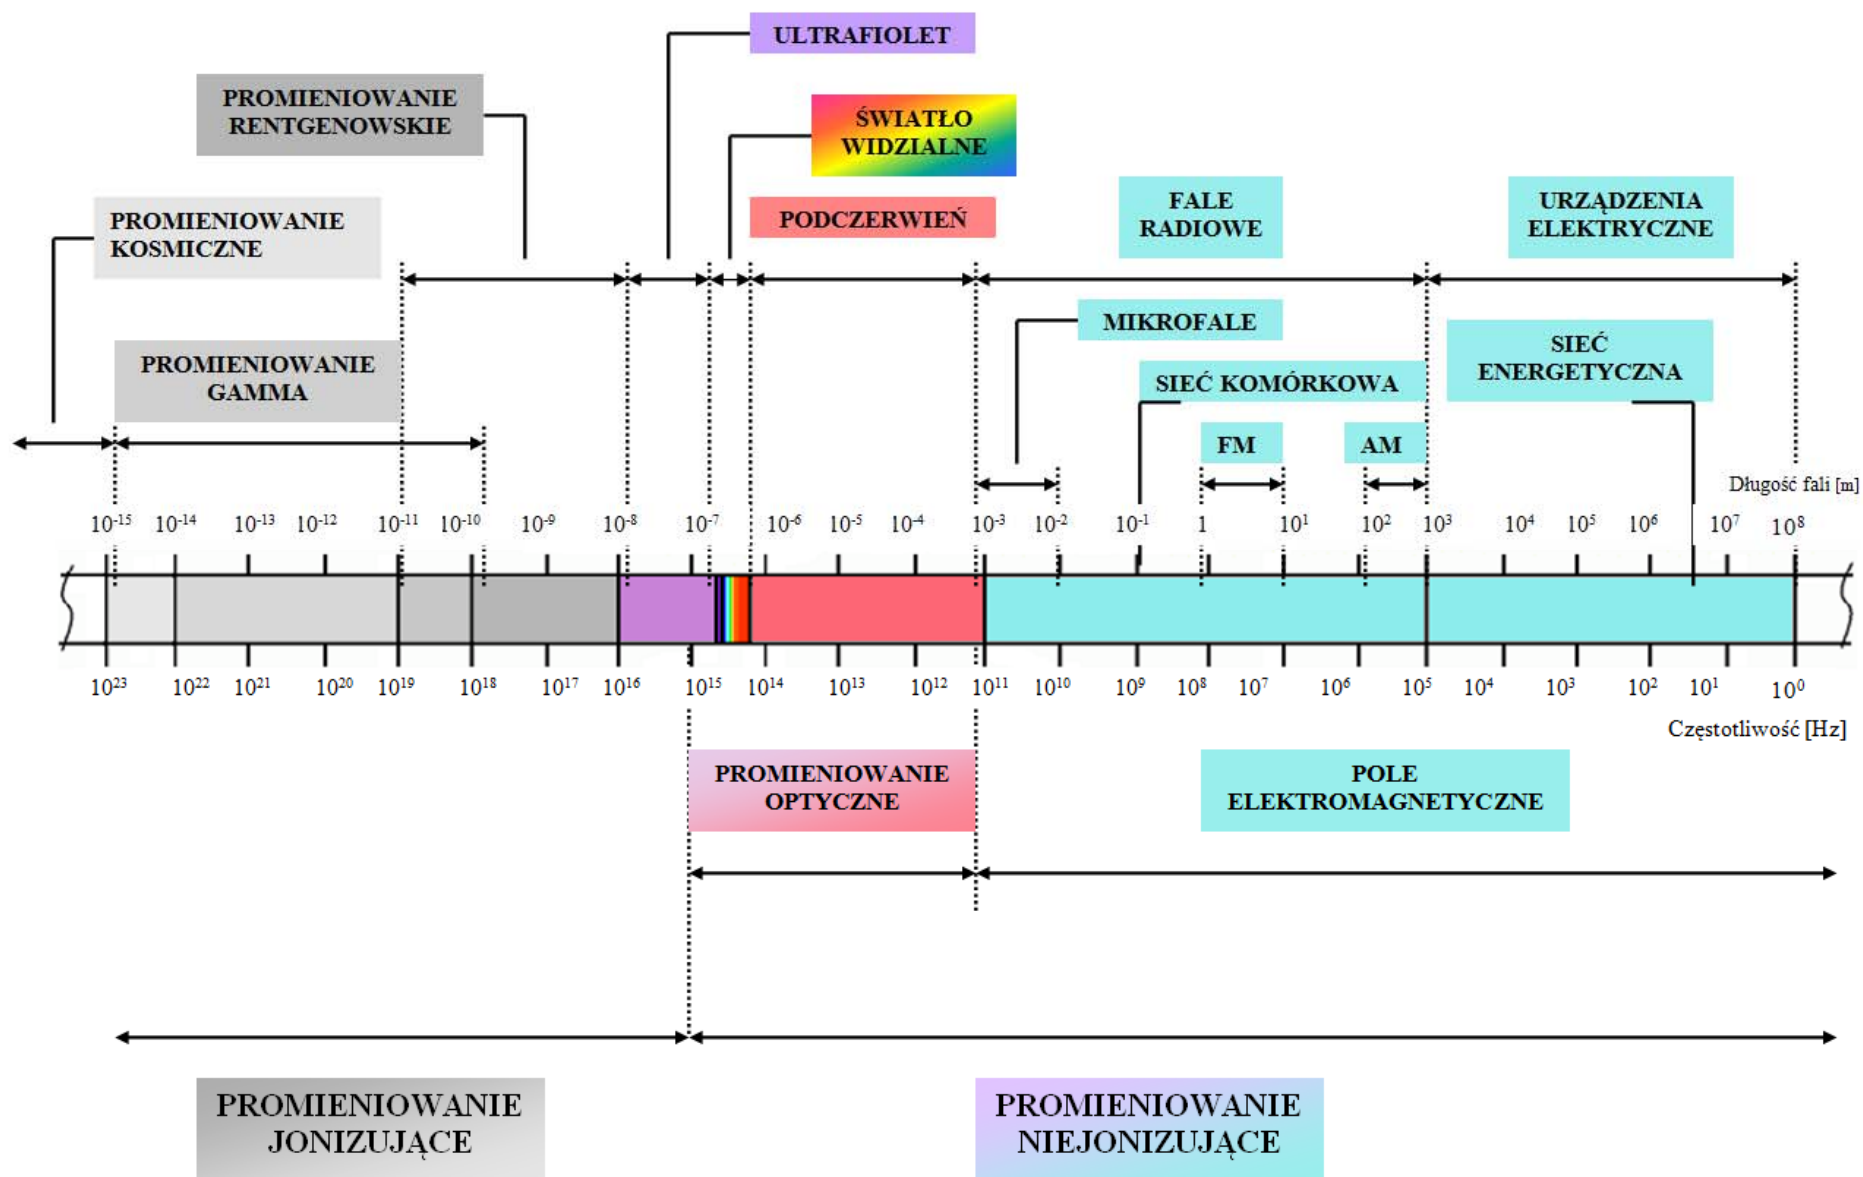 ULTRAFIOLET
PROMIENIOWANIE
RENTGENOWSKIE
ŚWIATŁO
WIDZIALNE
PROMIENIOWANIE
KOSMICZNE
PODCZERWIEŃ
FALE
RADIOWE
URZĄDZENIA
ELEKTRYCZNE
MIKROFALE
PROMIENIOWANIE
GAMMA
SIEĆ KOMÓRKOWA
SIEĆ
ENERGETYCZNA
FM
AM
Długość fali [m]
10⁻¹⁵ 10⁻¹⁴ 10⁻¹³ 10⁻¹² 10⁻¹¹ 10⁻¹⁰ 10⁻⁹ 10⁻⁸ 10⁻⁷ 10⁻⁶ 10⁻⁵ 10⁻⁴ 10⁻³ 10⁻² 10⁻¹ 1 10¹ 10² 10³ 10⁴ 10⁵ 10⁶ 10⁷ 10⁸
10²³ 10²² 10²¹ 10²⁰ 10¹⁹ 10¹⁸ 10¹⁷ 10¹⁶ 10¹⁵ 10¹⁴ 10¹³ 10¹² 10¹¹ 10¹⁰ 10⁹ 10⁸ 10⁷ 10⁶ 10⁵ 10⁴ 10³ 10² 10¹ 10⁰
Częstotliwość [Hz]
PROMIENIOWANIE
OPTYCZNE
POLE
ELEKTROMAGNETYCZNE
PROMIENIOWANIE
JONIZUJĄCE
PROMIENIOWANIE
NIEJONIZUJĄCE